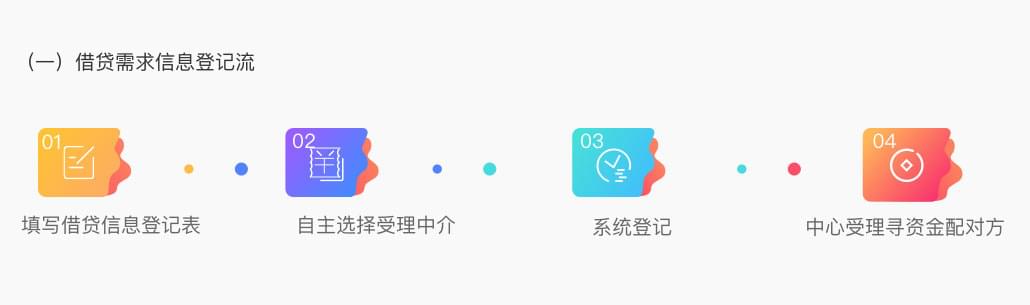 （一）借贷需求信息登记流
01
02
03
04
填写借贷信息登记表
自主选择受理中介
系统登记
中心受理寻资金配对方